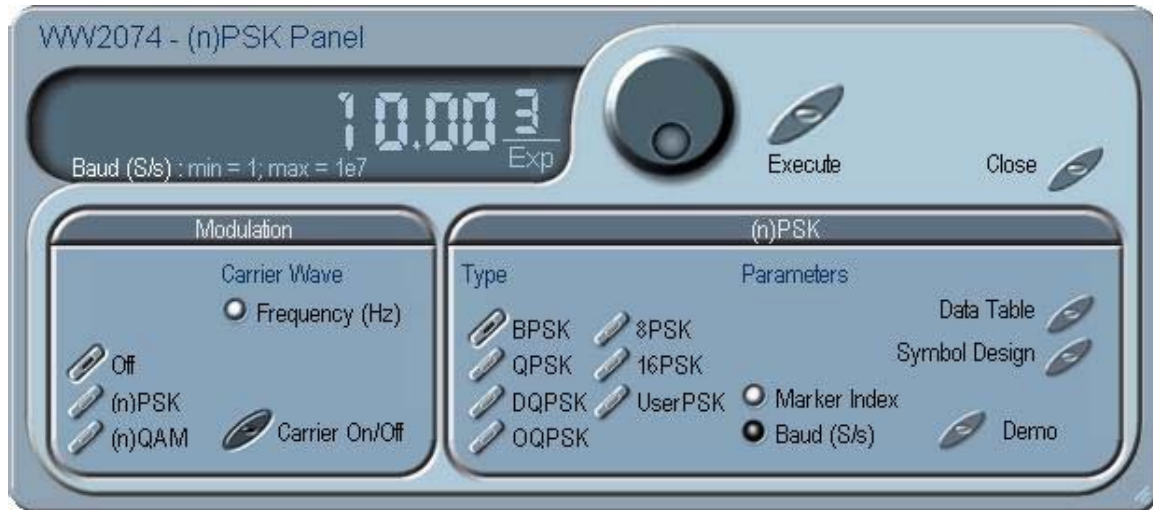 WW2074 - (n)PSK Panel
10.00 3
Exp
Baud (S/s) : min = 1; max = 1e7
Execute
Close
Modulation
Carrier Wave
Frequency (Hz)
Off
(n)PSK
(n)QAM
Carrier On/Off
(n)PSK
Type
Parameters
BPSK
8PSK
QPSK
16PSK
DQPSK
UserPSK
OQPSK
Data Table
Symbol Design
Marker Index
Baud (S/s)
Demo